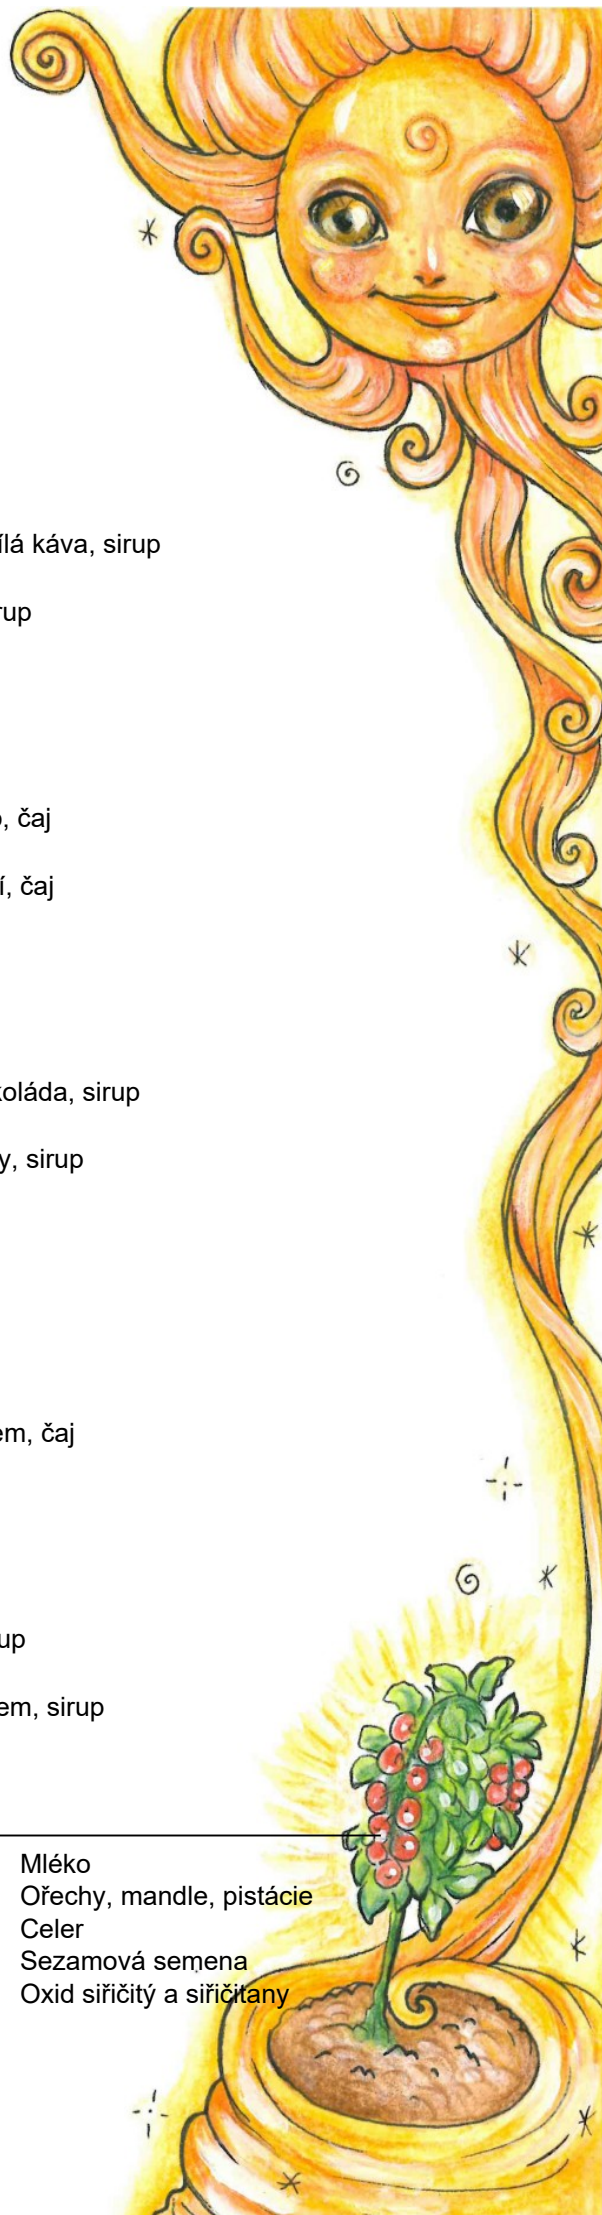 ílá káva, sirup
rup
o, čaj
í, čaj
koláda, sirup
y, sirup
em, čaj
up
em, sirup
Mléko
Ořechy, mandle, pistácie
Celer
Sezamová semena
Oxid siřičitý a siřičitany